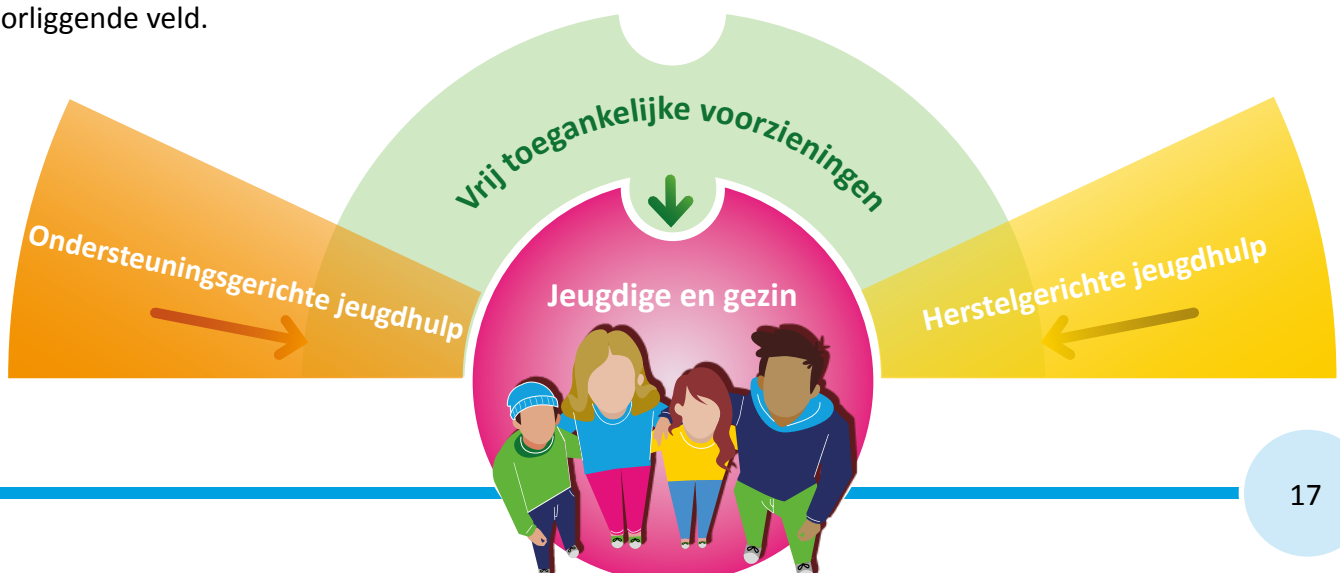 orliggende veld.
Vrij toegankelijke voorzieningen
Ondersteuningsgerichte jeugdhulp
Jeugdige en gezin
Herstelgerichte jeugdhulp
17